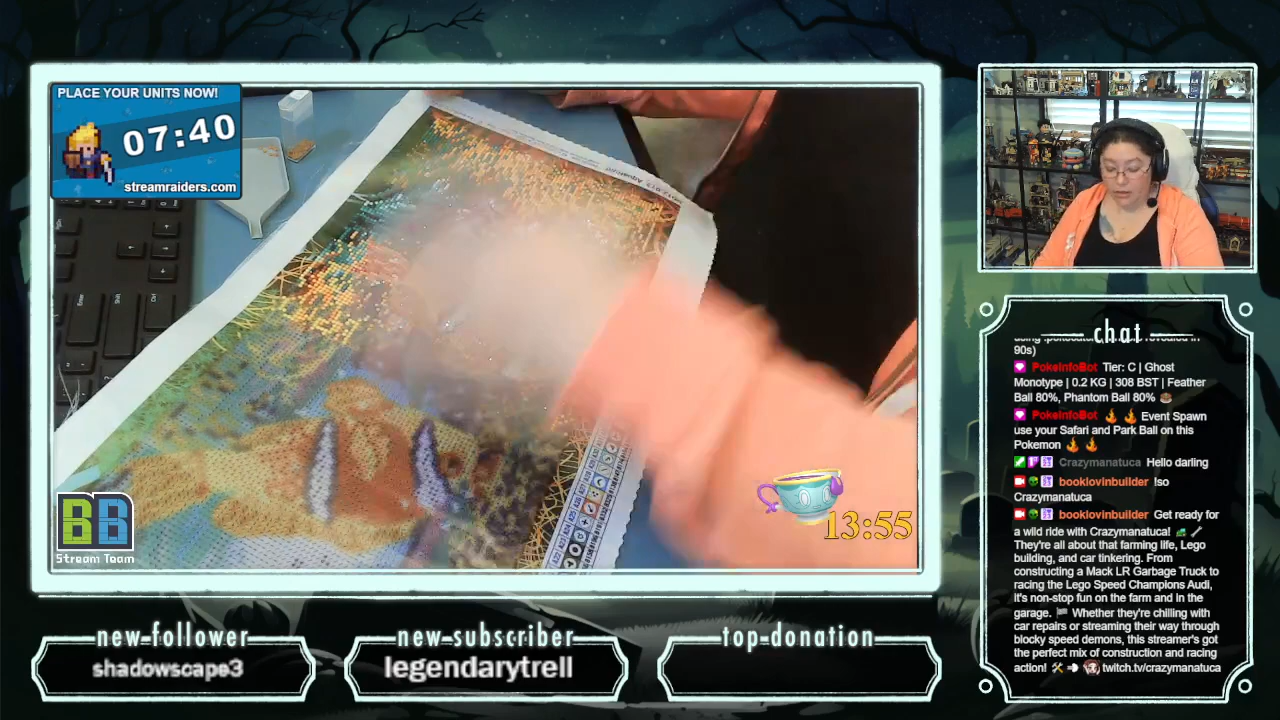 PLACE YOUR UNITS NOW!
07:40
streamraiders.com
BB
Stream Team
13:55
new follower
shadowscape3
new subscriber
legendarytrell
top donation
chat
90s)
PokeInfoBot Tier: C | Ghost
Monotype | 0.2 KG | 308 BST | Feather
Ball 80%, Phantom Ball 80%
PokeInfoBot 🔥 🔥 Event Spawn
use your Safari and Park Ball on this
Pokemon 🔥 🔥
Crazymanatuca Hello darling
booklovinbuilder !so
Crazymanatuca
booklovinbuilder Get ready for
a wild ride with Crazymanatuca! 🚜 🔧
They're all about that farming life, Lego
building, and car tinkering. From
constructing a Mack LR Garbage Truck to
racing the Lego Speed Champions Audi,
it's non-stop fun on the farm and in the
garage. 🏁 Whether they're chilling with
car repairs or streaming their way through
blocky speed demons, this streamer's got
the perfect mix of construction and racing
action! 🛠 twitch.tv/crazymanatuca